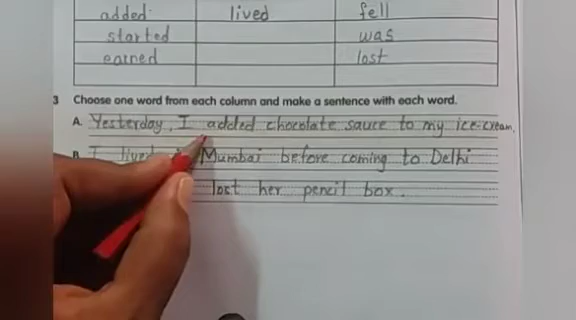 added lived fell
started was
earned lost
3 Choose one word from each column and make a sentence with each word.
A. Yesterday, I added chocolate sauce to my ice-cream.
B. I lived Mumbai before coming to Delhi
lost her pencil box.